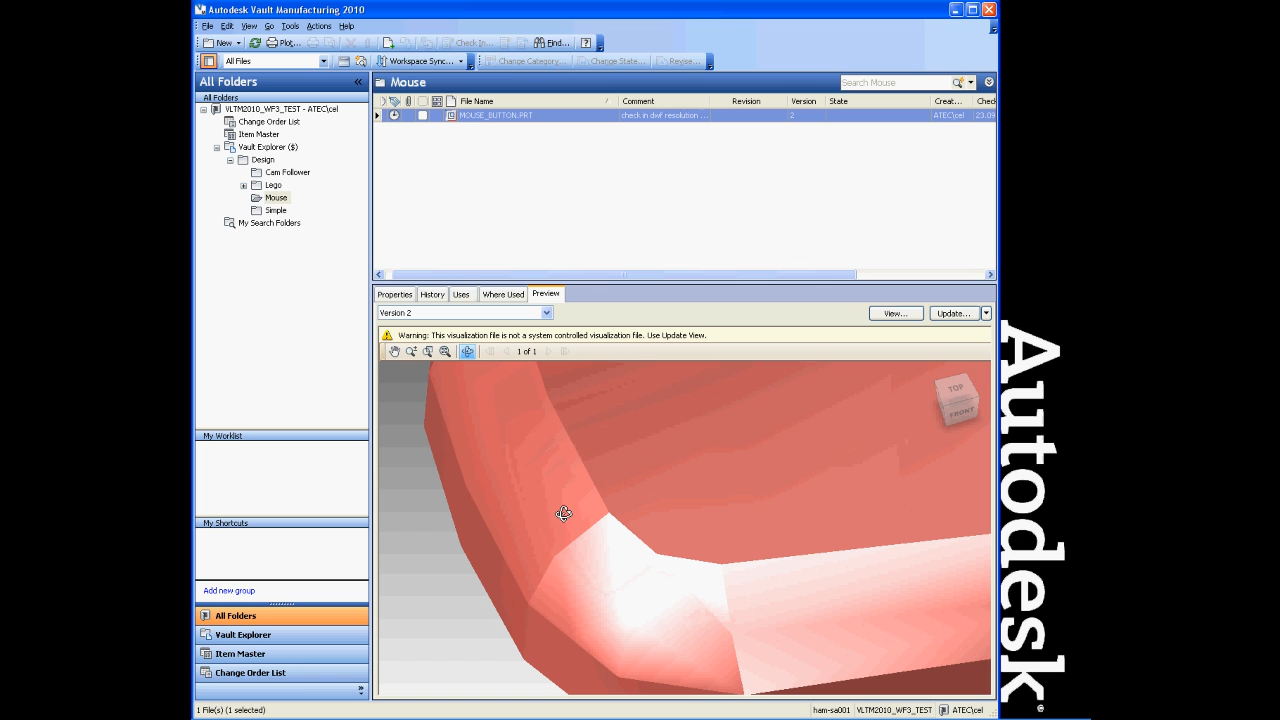 Autodesk Vault Manufacturing 2010
File Edit View Go Tools Actions Help
New Plot... Check In... Find...
All Files Workspace Sync... Change Category... Change State... Revise...
All Folders
All Folders
VLTM2010_WF3_TEST - ATEC\cel
Change Order List
Item Master
Vault Explorer ($)
Design
Cam Follower
Lego
Mouse
Simple
My Search Folders
My Worklist
My Shortcuts
Add new group
All Folders
Vault Explorer
Item Master
Change Order List
Mouse Search Mouse
File Name Comment Revision Version State Creat... Check
MOUSE_BUTTON.PRT check in dwf resolution ... 2 ATEC\cel 23.09
Properties History Uses Where Used Preview
Version 2 View... Update...
Warning: This visualization file is not a system controlled visualization file. Use Update View.
1 of 1
TOP
FRONT
1 File(s) (1 selected) ham-sa001 VLTM2010_WF3_TEST ATEC\cel
Autodesk